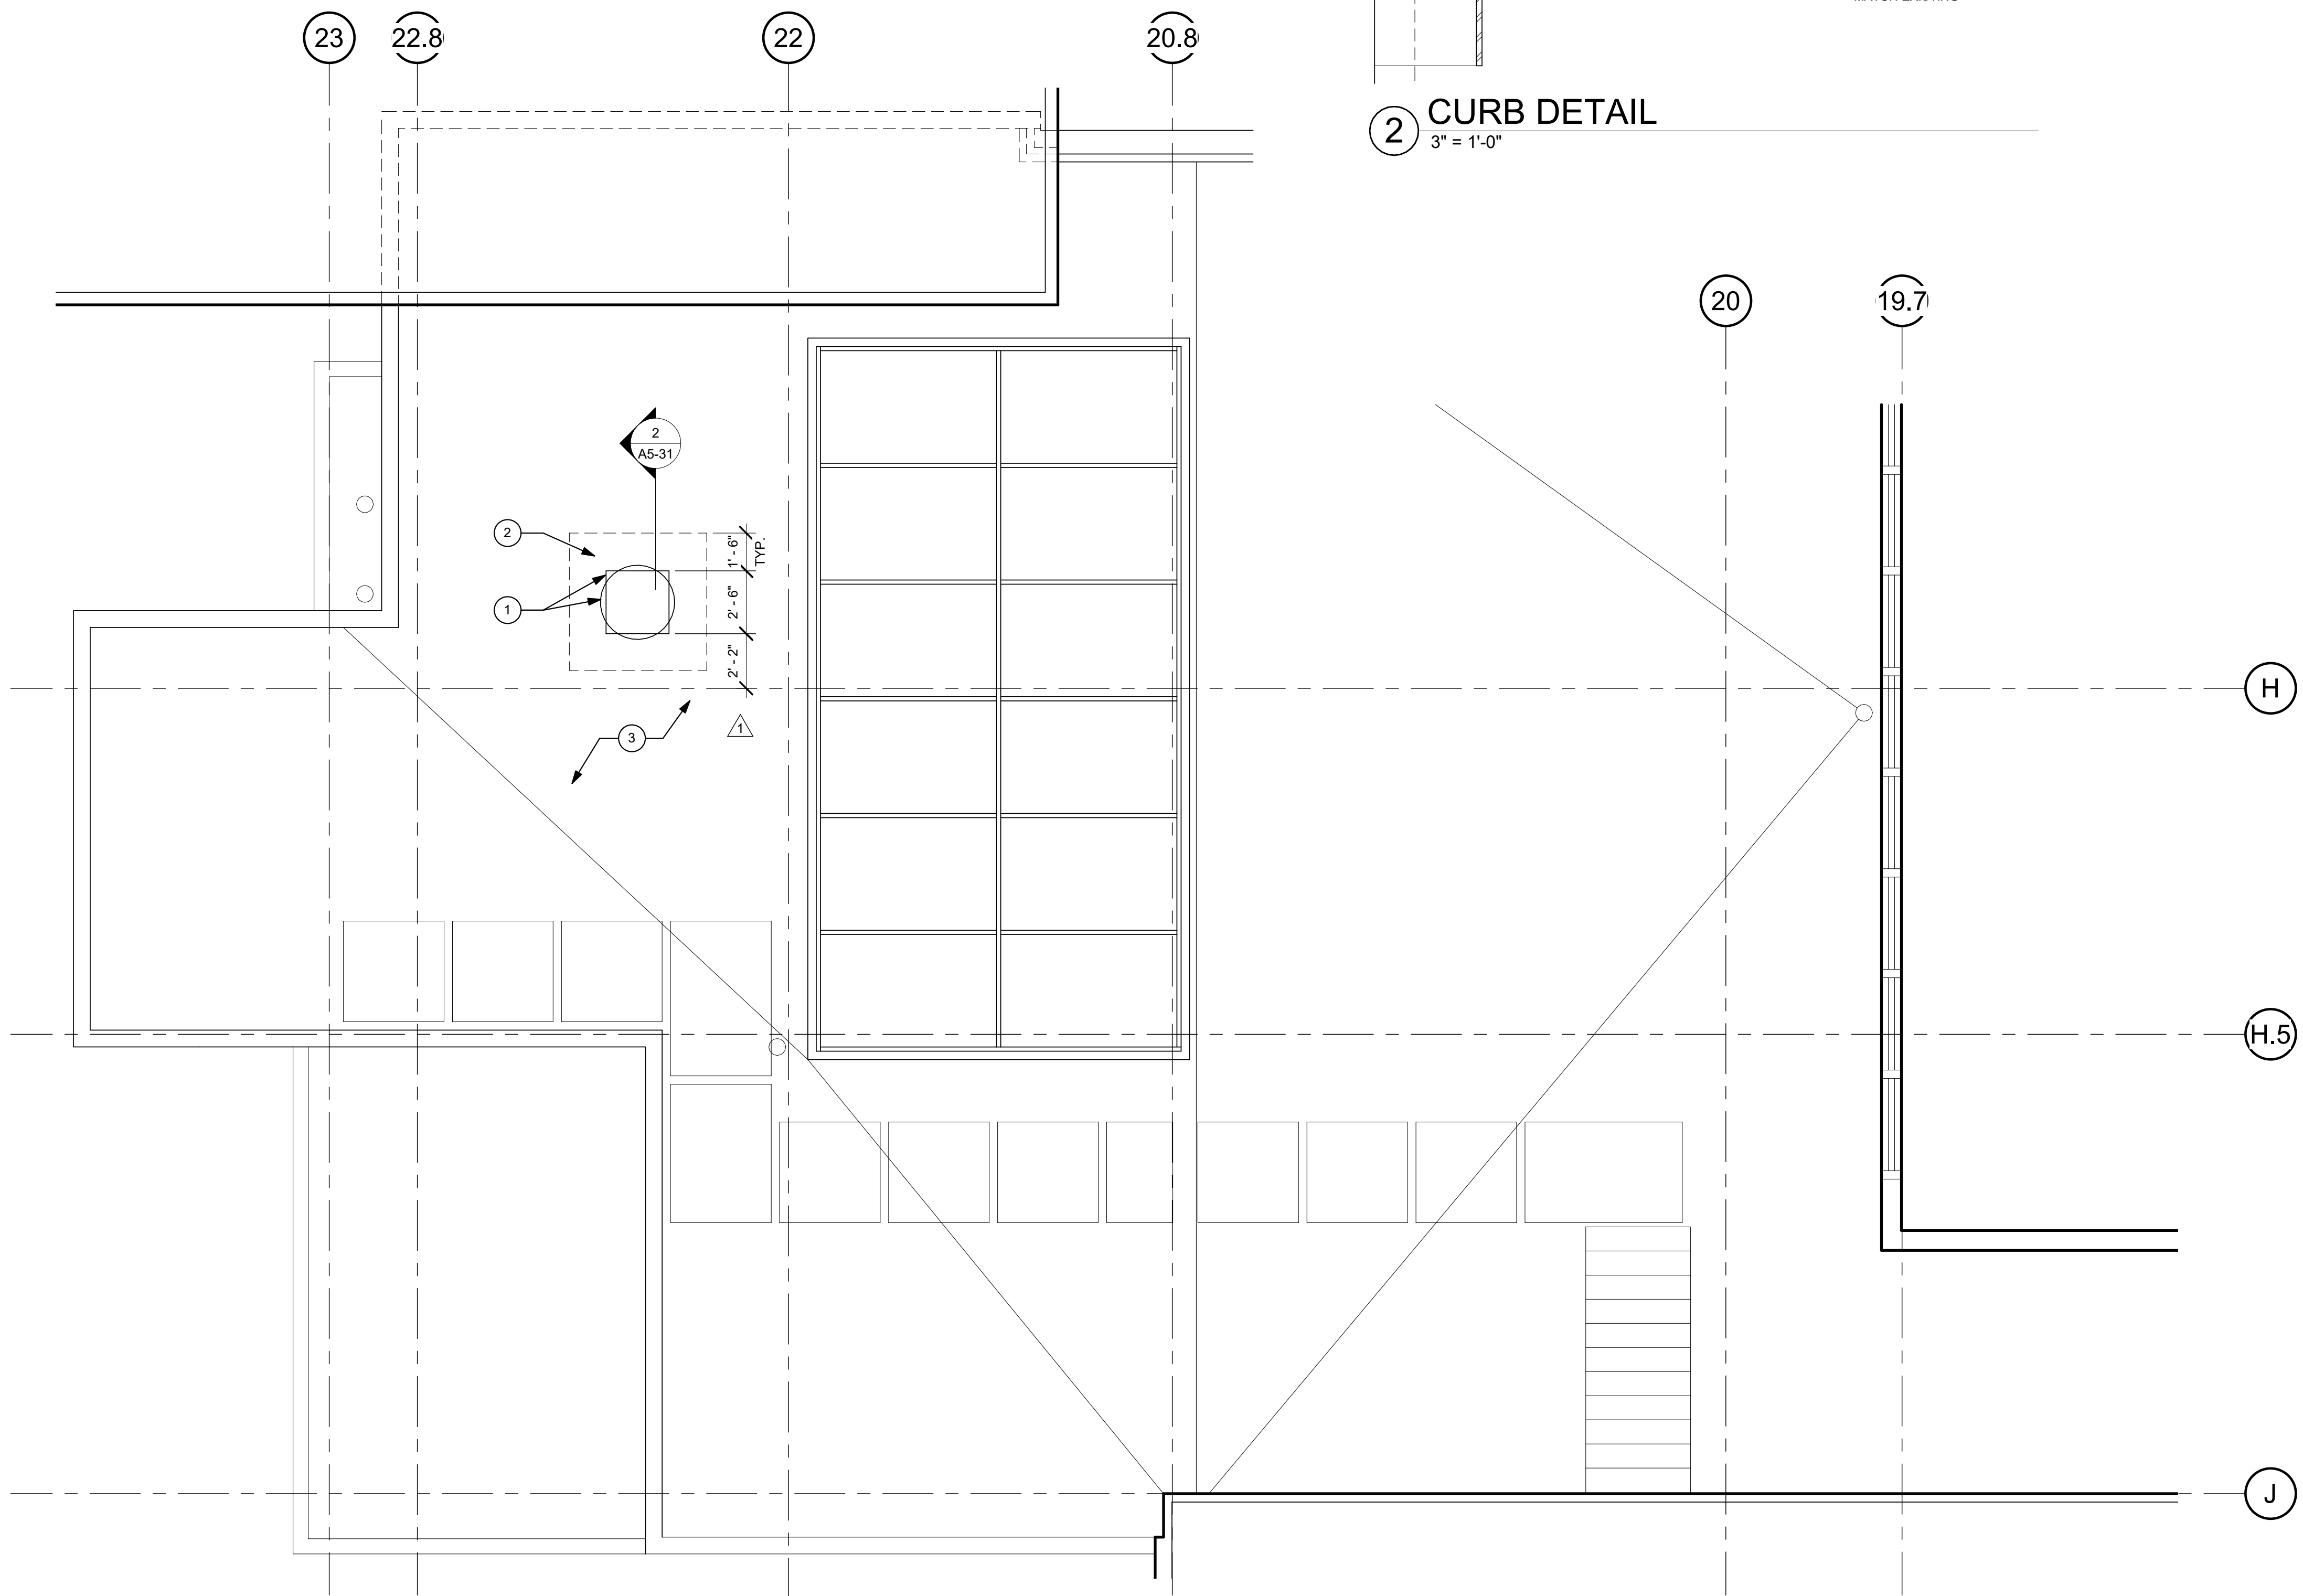 23
22.8
22
20.8
2
CURB DETAIL
3" = 1'-0"
20
19.7
2
A5-31
2
1' - 6"
TYP.
1
2' - 6"
2' - 2"
H
3
1
H.5
J